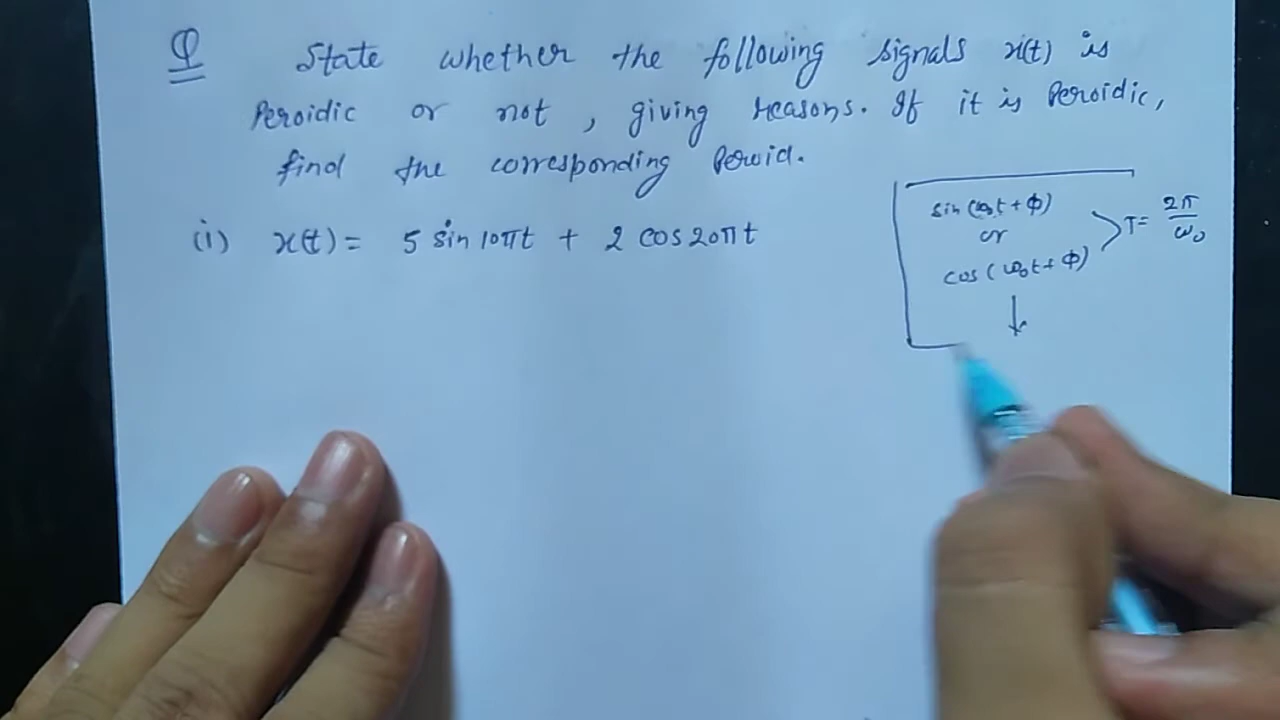 Q State whether the following signals x(t) is
Peroidic or not, giving reasons. If it is Peroidic,
find the corresponding Peroid.
(i) x(t) = 5 sin 10πt + 2 cos 20πt
sin(ω₀t + ϕ)
or
cos(ω₀t + ϕ)
T = 2π/ω₀